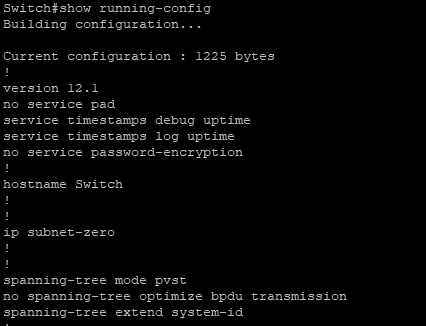 Switch#show running-config
Building configuration...
Current configuration : 1225 bytes
!
version 12.1
no service pad
service timestamps debug uptime
service timestamps log uptime
no service password-encryption
!
hostname Switch
!
!
ip subnet-zero
!
!
spanning-tree mode pvst
no spanning-tree optimize bpdu transmission
spanning-tree extend system-id
!